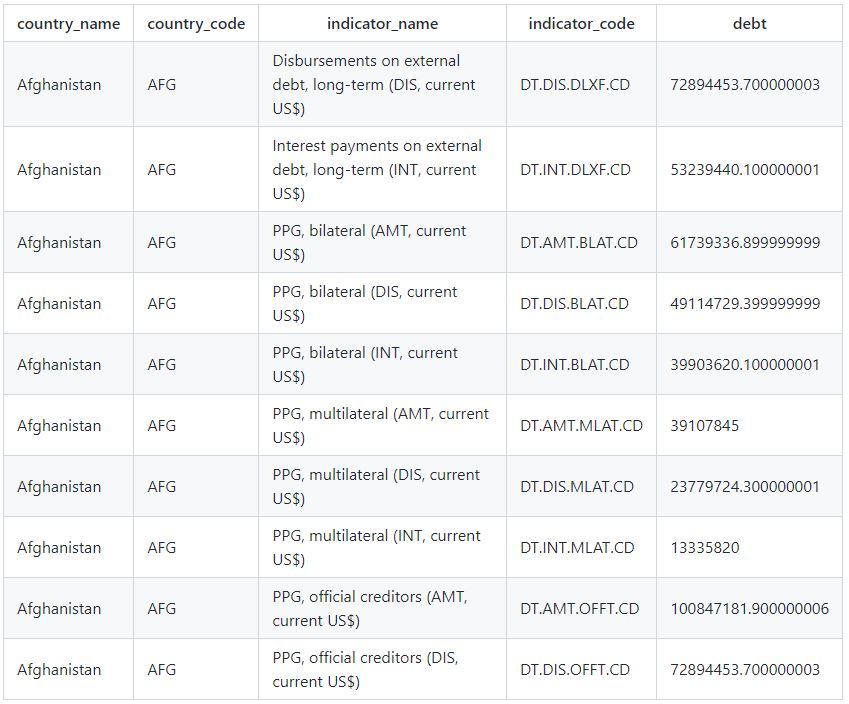 country_name country_code indicator_name indicator_code debt
Disbursements on external
Afghanistan AFG debt, long-term (DIS, current DT.DIS.DLXF.CD 72894453.700000003
US$)
Interest payments on external
Afghanistan AFG debt, long-term (INT, current DT.INT.DLXF.CD 53239440.100000001
US$)
PPG, bilateral (AMT, current
Afghanistan AFG DT.AMT.BLAT.CD 61739336.899999999
US$)
PPG, bilateral (DIS, current
Afghanistan AFG DT.DIS.BLAT.CD 49114729.399999999
US$)
PPG, bilateral (INT, current
Afghanistan AFG DT.INT.BLAT.CD 39903620.100000001
US$)
PPG, multilateral (AMT, current
Afghanistan AFG DT.AMT.MLAT.CD 39107845
US$)
PPG, multilateral (DIS, current
Afghanistan AFG DT.DIS.MLAT.CD 23779724.300000001
US$)
PPG, multilateral (INT, current
Afghanistan AFG DT.INT.MLAT.CD 13335820
US$)
PPG, official creditors (AMT,
Afghanistan AFG DT.AMT.OFFT.CD 100847181.900000006
current US$)
PPG, official creditors (DIS,
Afghanistan AFG DT.DIS.OFFT.CD 72894453.700000003
current US$)